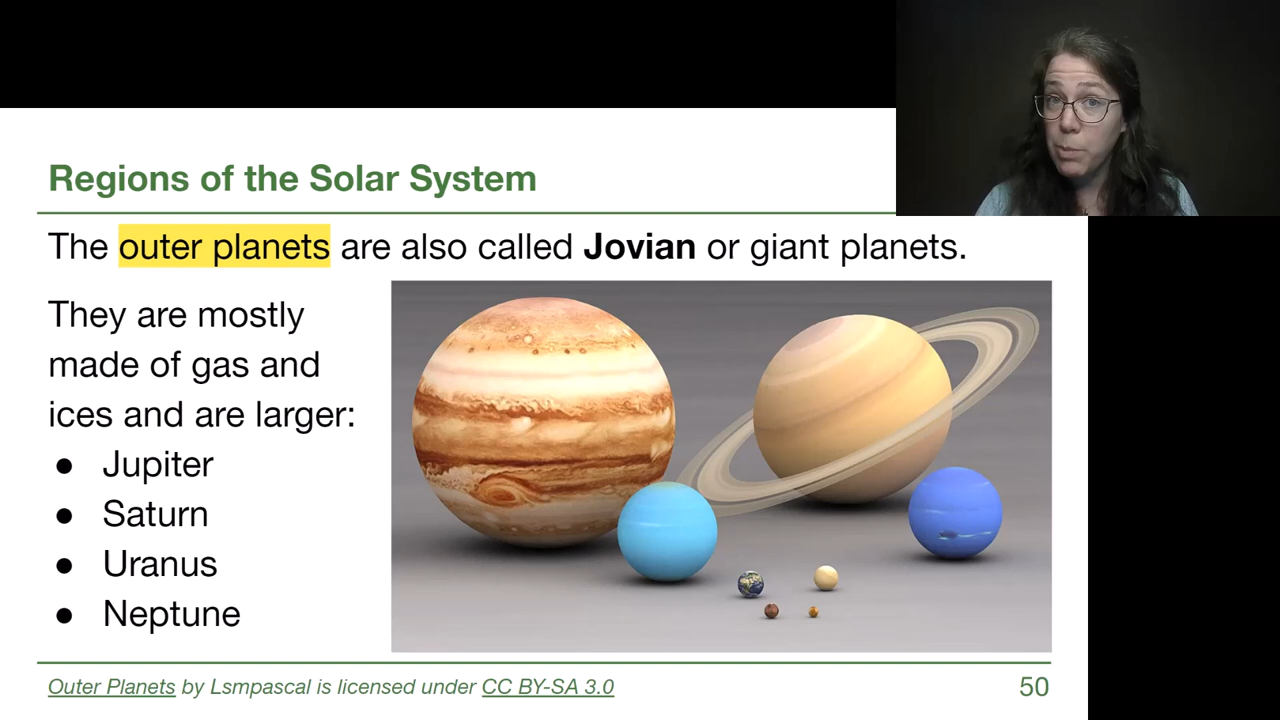 Regions of the Solar System
The outer planets are also called Jovian or giant planets.
They are mostly
made of gas and
ices and are larger:
● Jupiter
● Saturn
● Uranus
● Neptune
Outer Planets by Lsmpascal is licensed under CC BY-SA 3.0
50